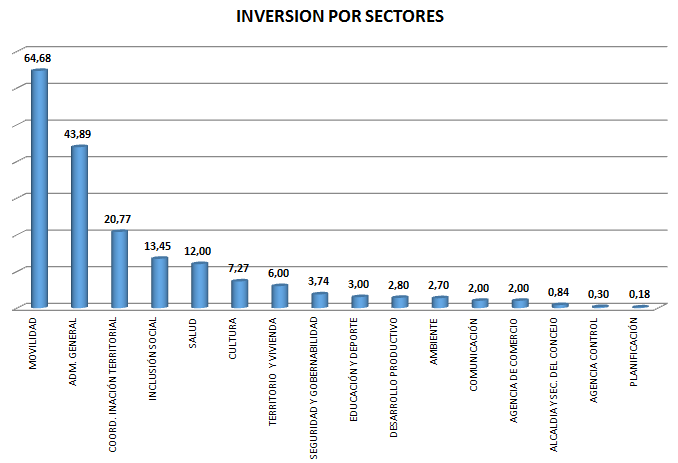 INVERSION POR SECTORES
64,68
43,89
20,77
13,45
12,00
7,27
6,00
3,74
3,00
2,80
2,70
2,00
2,00
0,84
0,30
0,18
MOVILIDAD
ADM. GENERAL
COORD. INACIÓN TERRITORIAL
INCLUSIÓN SOCIAL
SALUD
CULTURA
TERRITORIO Y VIVIENDA
SEGURIDAD Y GOBERNABILIDAD
EDUCACIÓN Y DEPORTE
DESARROLLO PRODUCTIVO
AMBIENTE
COMUNICACIÓN
AGENCIA DE COMERCIO
ALCALDIA Y SEC. DEL CONCEJO
AGENCIA CONTROL
PLANIFICACIÓN